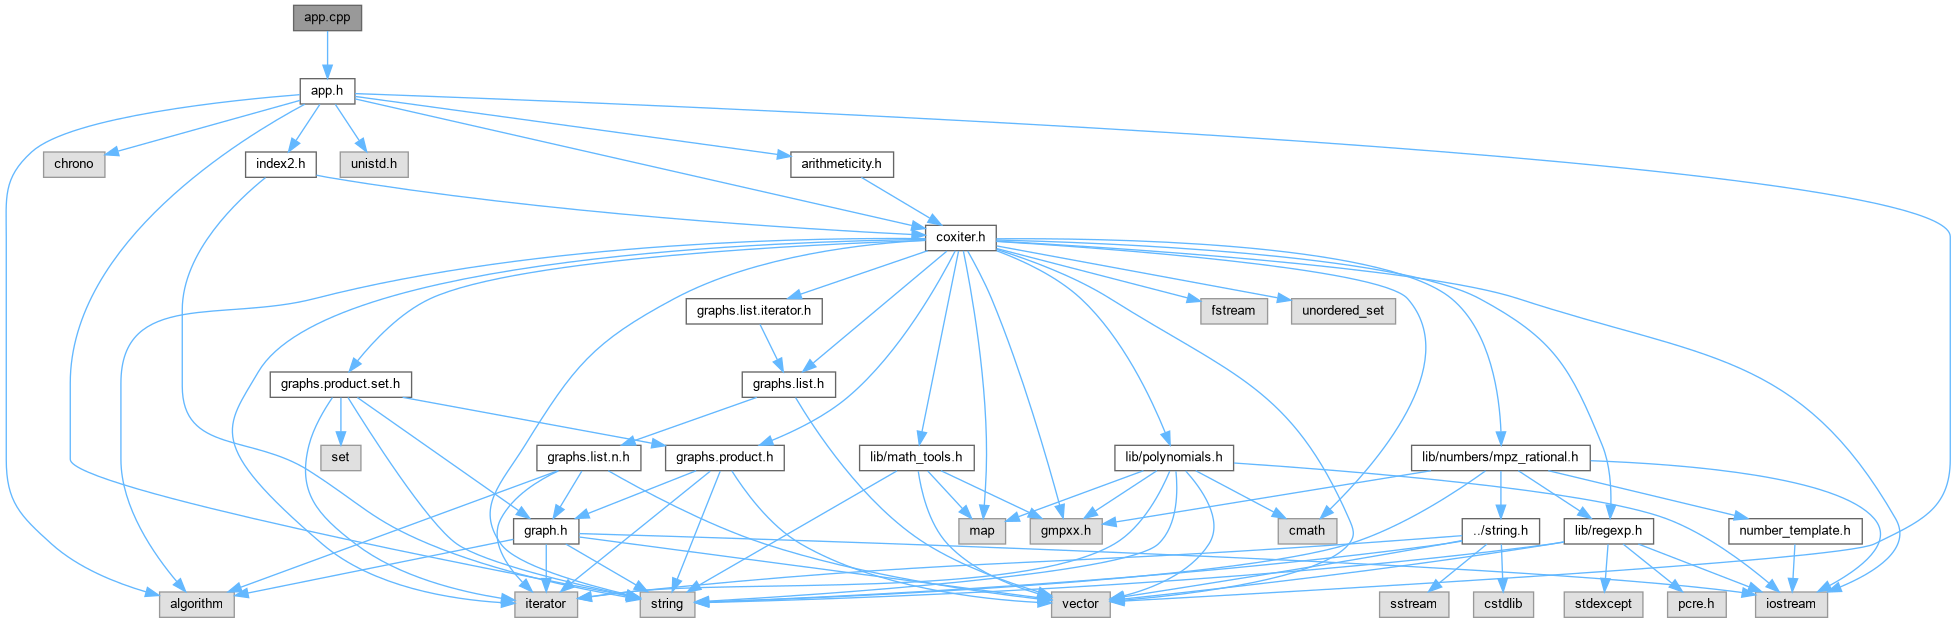 app.cpp
app.h
chrono
index2.h
unistd.h
arithmeticity.h
coxiter.h
graphs.list.iterator.h
fstream
unordered_set
graphs.product.set.h
graphs.list.h
set
graphs.list.n.h
graphs.product.h
lib/math_tools.h
lib/polynomials.h
lib/numbers/mpz_rational.h
graph.h
map
gmpxx.h
cmath
../string.h
lib/regexp.h
number_template.h
algorithm
iterator
string
vector
sstream
cstdlib
stdexcept
pcre.h
iostream